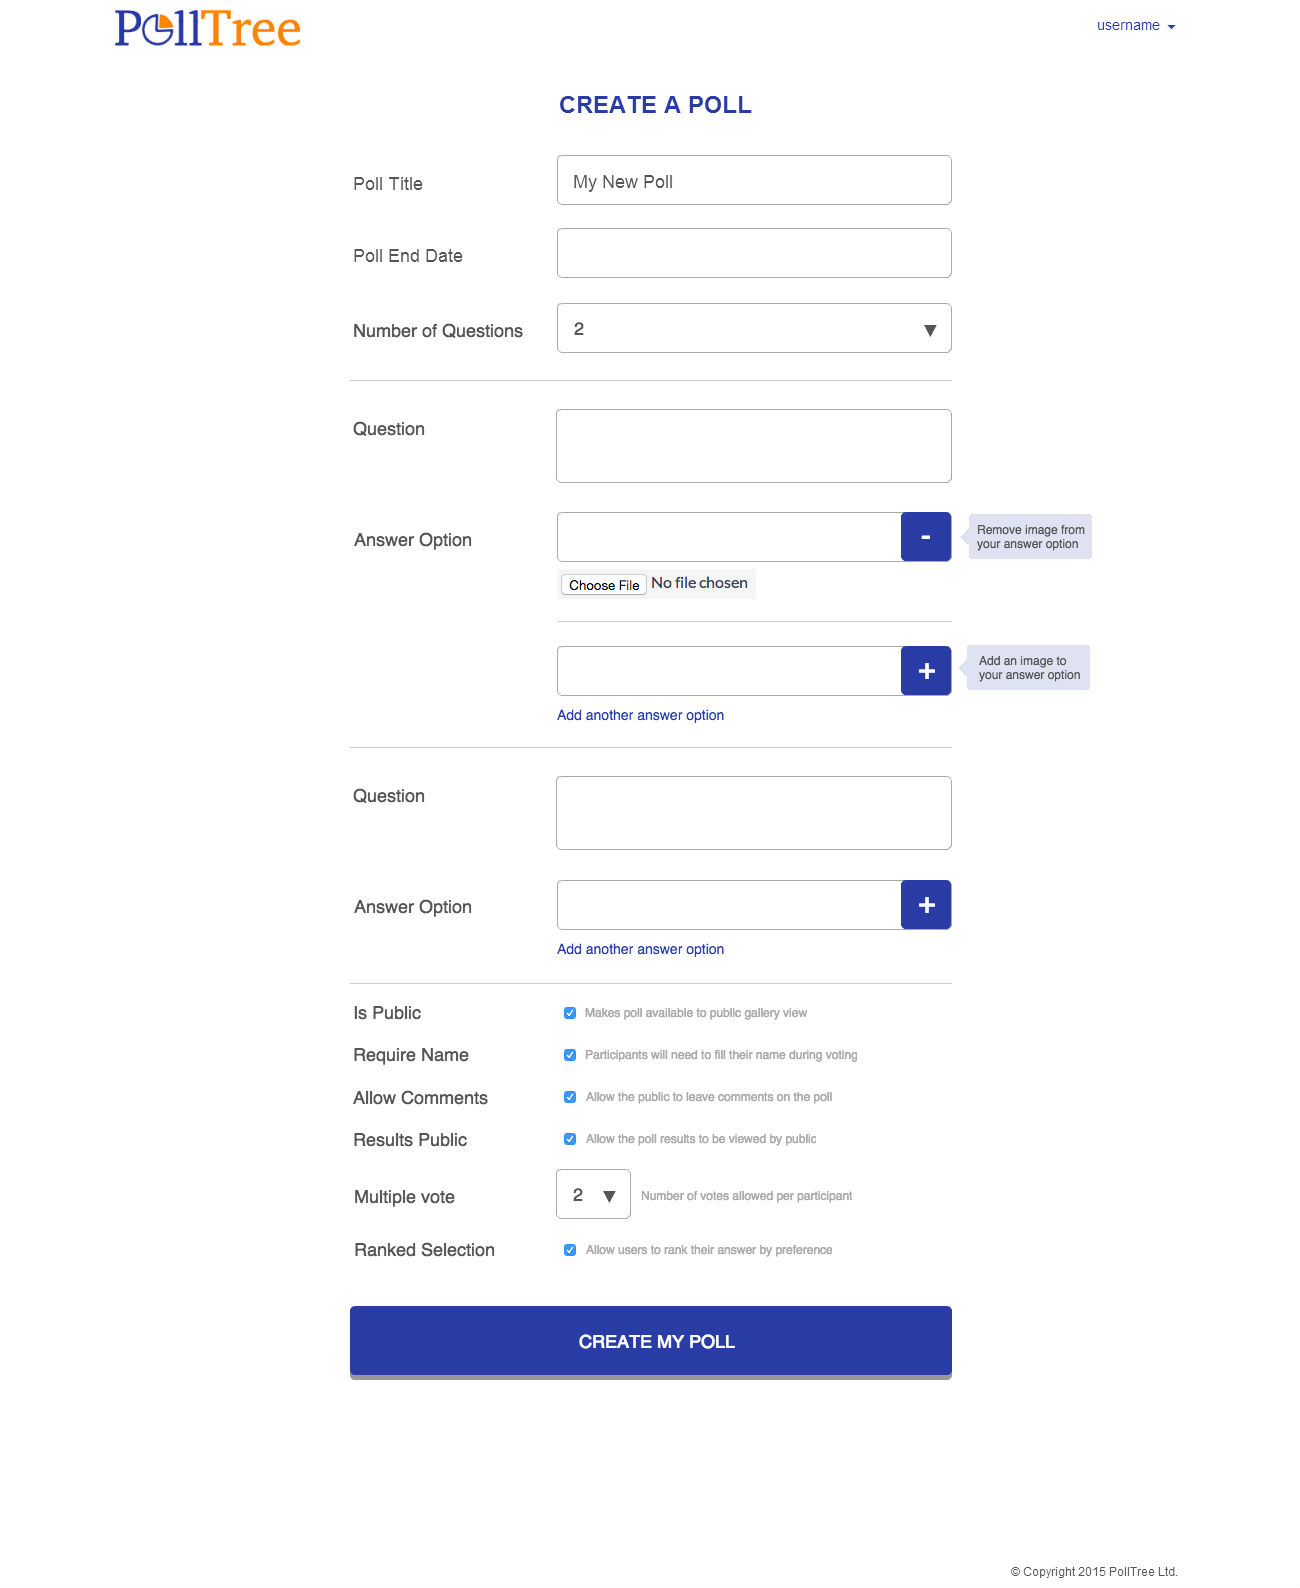 PollTree
username
CREATE A POLL
Poll Title
My New Poll
Poll End Date
Number of Questions
2
Question
Answer Option
-
Remove image from
your answer option
Choose File No file chosen
+
Add an image to
your answer option
Add another answer option
Question
Answer Option
+
Add another answer option
Is Public
Makes poll available to public gallery view
Require Name
Participants will need to fill their name during voting
Allow Comments
Allow the public to leave comments on the poll
Results Public
Allow the poll results to be viewed by public
Multiple vote
2
Number of votes allowed per participant
Ranked Selection
Allow users to rank their answer by preference
CREATE MY POLL
© Copyright 2015 PollTree Ltd.